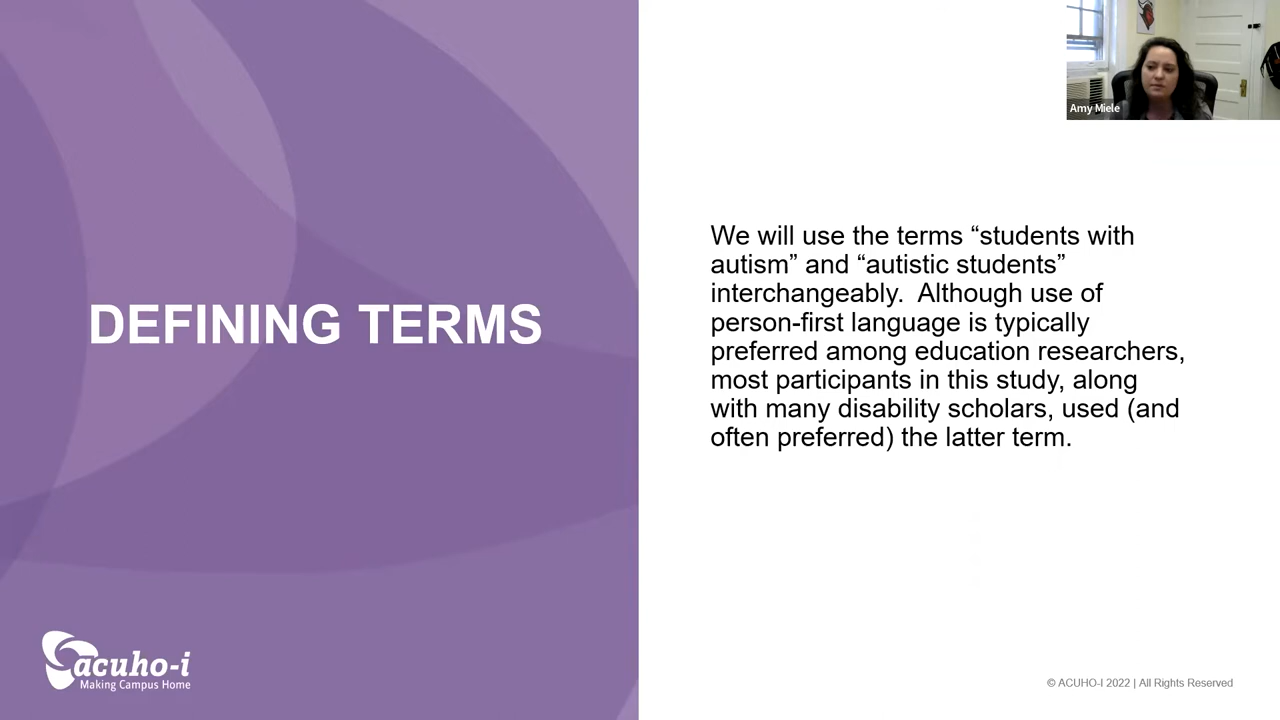 Amy Miele
DEFINING TERMS
We will use the terms “students with
autism” and “autistic students”
interchangeably.  Although use of
person-first language is typically
preferred among education researchers,
most participants in this study, along
with many disability scholars, used (and
often preferred) the latter term.
acuho-i
Making Campus Home
© ACUHO-I 2022 | All Rights Reserved